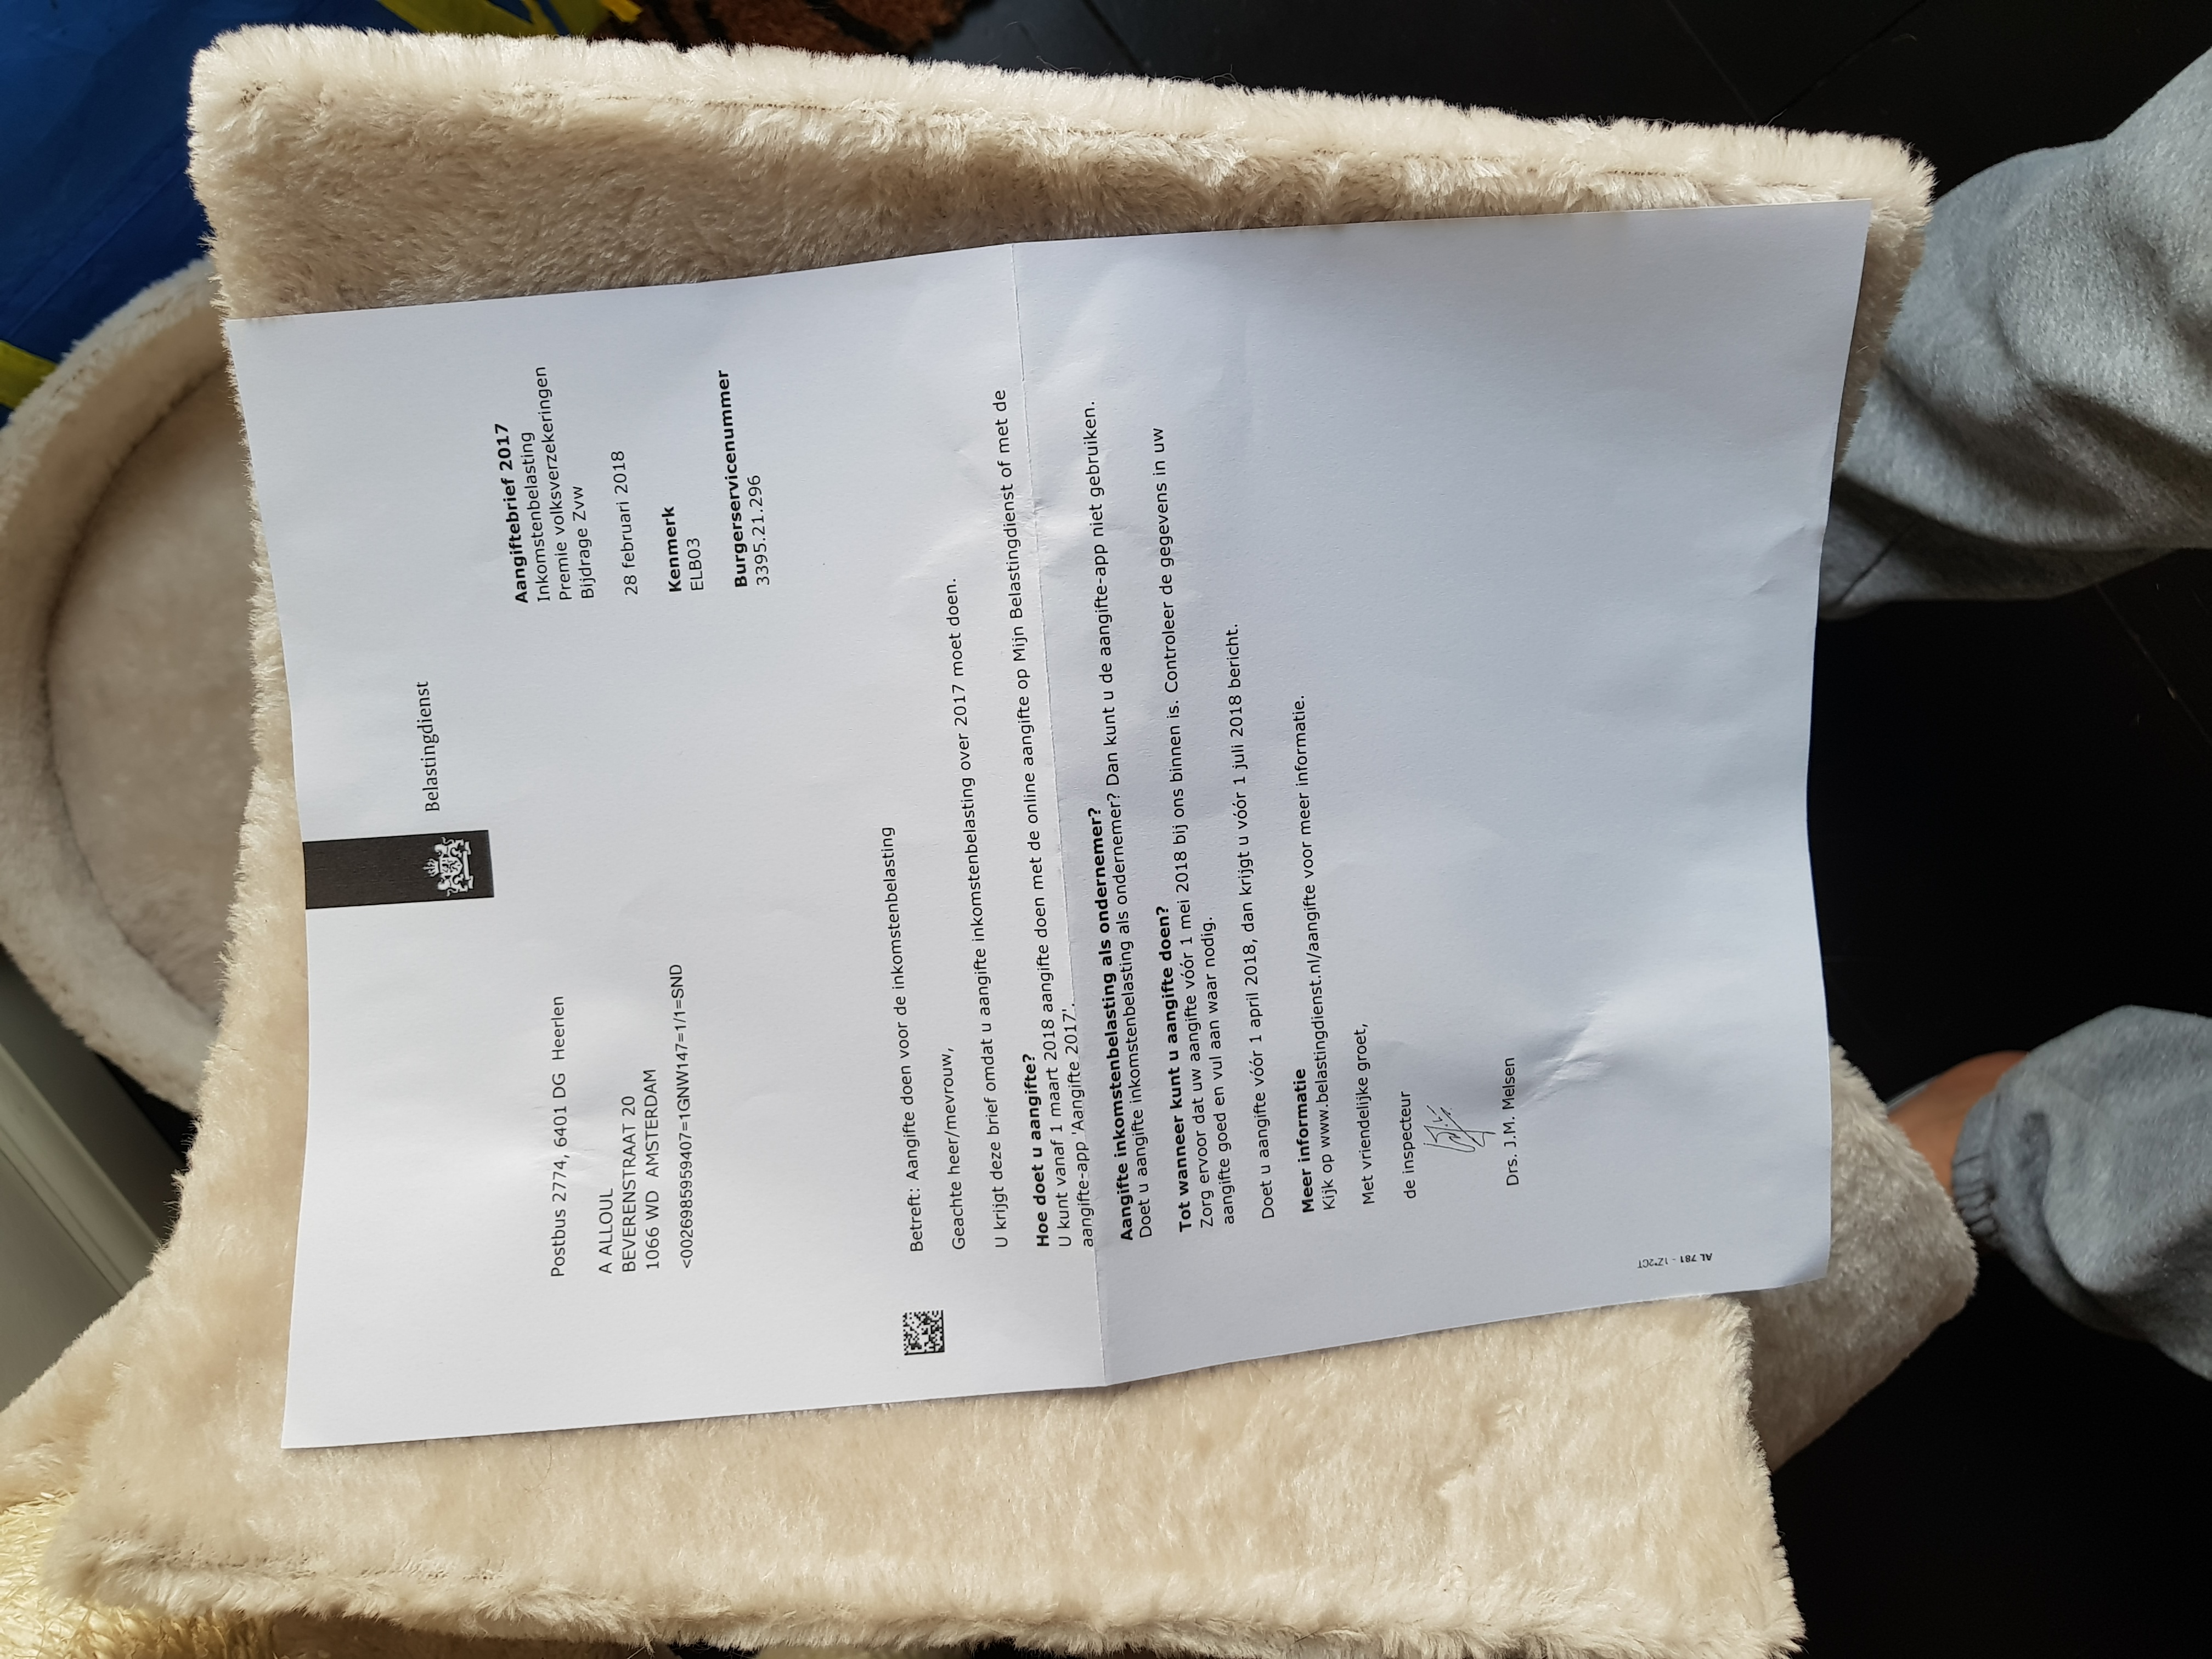 Belastingdienst
Postbus 2774, 6401 DG  Heerlen
A ALLOUL
BEVERENSTRAAT 20
1066 WD  AMSTERDAM
<0026985959407=1GNW147=1/1=SND
Aangiftebrief 2017
Inkomstenbelasting
Premie volksverzekeringen
Bijdrage Zvw
28 februari 2018
Kenmerk
ELB03
Burgerservicenummer
3395.21.296
Betreft: Aangifte doen voor de inkomstenbelasting
Geachte heer/mevrouw,
U krijgt deze brief omdat u aangifte inkomstenbelasting over 2017 moet doen.
Hoe doet u aangifte?
U kunt vanaf 1 maart 2018 aangifte doen met de online aangifte op Mijn Belastingdienst of met de
aangifte-app 'Aangifte 2017'.
Aangifte inkomstenbelasting als ondernemer?
Doet u aangifte inkomstenbelasting als ondernemer? Dan kunt u de aangifte-app niet gebruiken.
Tot wanneer kunt u aangifte doen?
Zorg ervoor dat uw aangifte vóór 1 mei 2018 bij ons binnen is. Controleer de gegevens in uw
aangifte goed en vul aan waar nodig.
Doet u aangifte vóór 1 april 2018, dan krijgt u vóór 1 juli 2018 bericht.
Meer informatie
Kijk op www.belastingdienst.nl/aangifte voor meer informatie.
Met vriendelijke groet,
de inspecteur
Drs. J.M. Melsen
AL 781 - 1Z*2CT